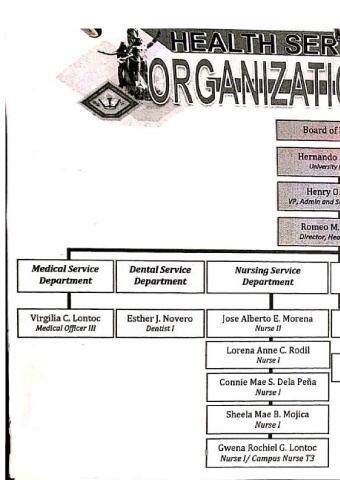 HEALTH SER
ORGANIZATI
Board of
Hernando
University
Henry O.
VP, Admin and S
Romeo M.
Director, Hea
Medical Service
Department
Dental Service
Department
Nursing Service
Department
Virgilia C. Lontoc
Medical Officer III
Esther J. Novero
Dentist I
Jose Alberto E. Morena
Nurse II
Lorena Anne C. Rodil
Nurse I
Connie Mae S. Dela Peña
Nurse I
Sheela Mae B. Mojica
Nurse I
Gwena Rochiel G. Lontoc
Nurse I/ Campus Nurse T3